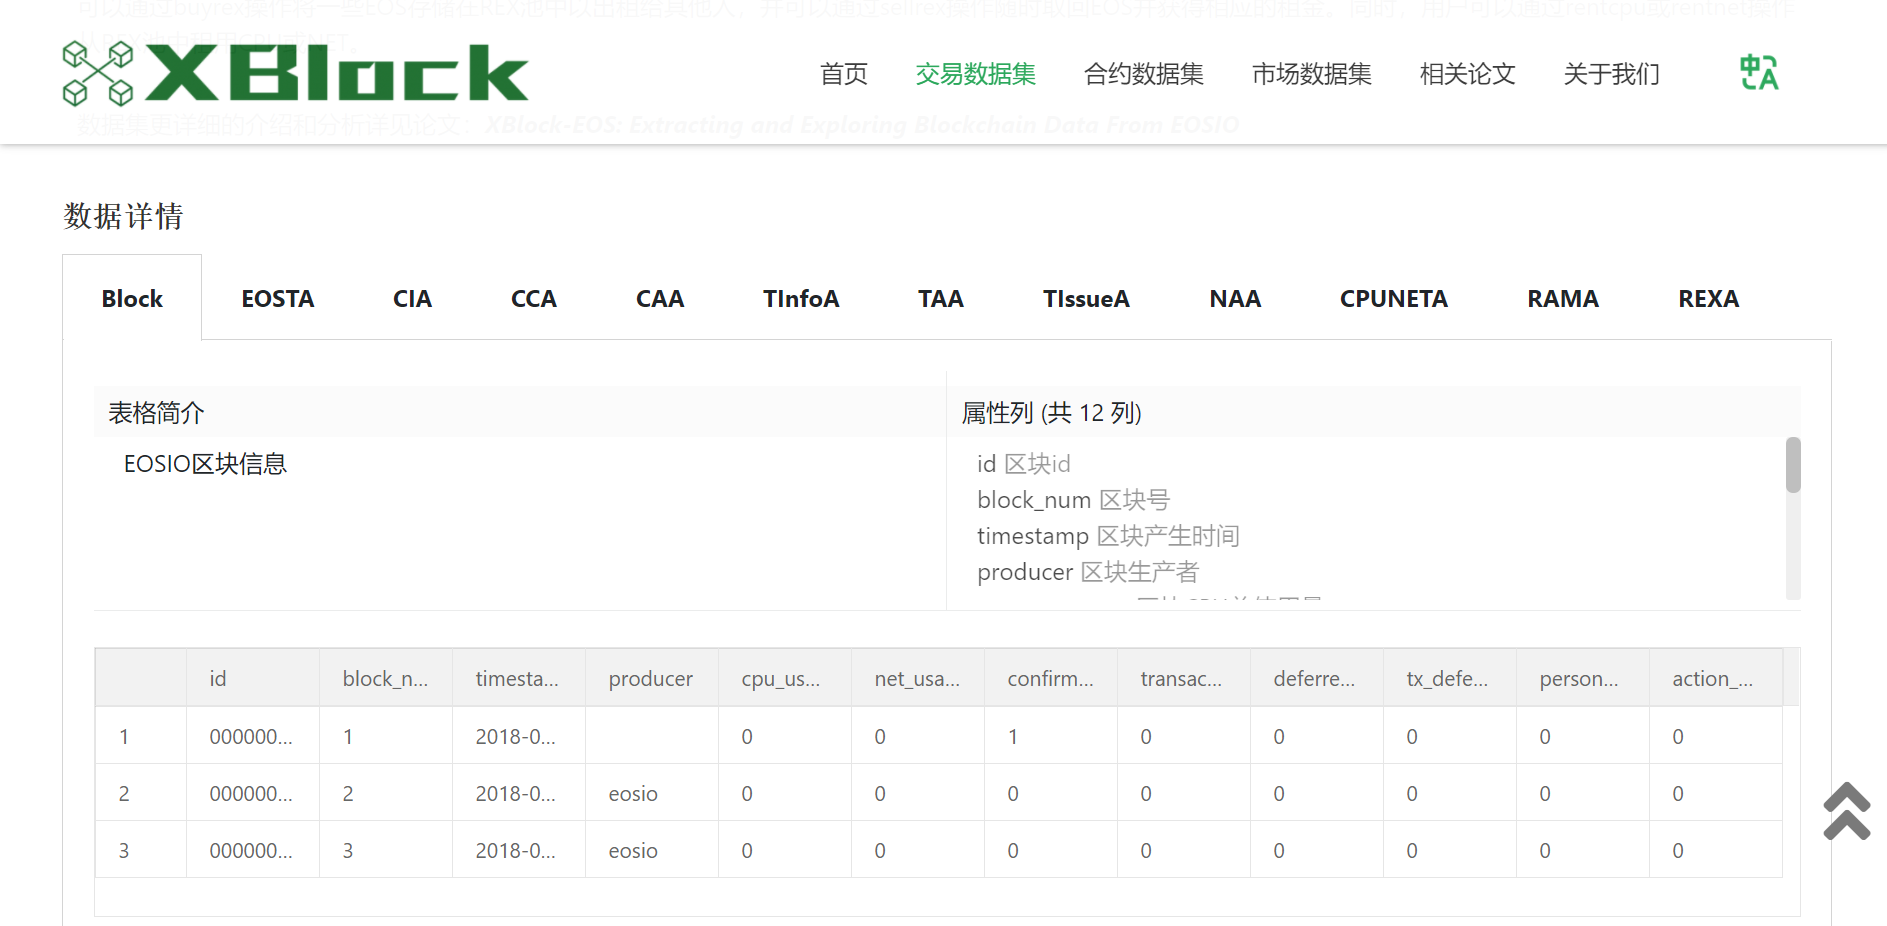 可以通过buyrex操作将一些EOS存储在REX池中以出租给其他人，并可以通过sellrex操作随时取回EOS并获得相应的租金。同时，用户可以通过rentcpu或rentnet操作
XBlock
首页 交易数据集 合约数据集 市场数据集 相关论文 关于我们 中A
数据集更详细的介绍和分析详见论文：XBlock-EOS: Extracting and Exploring Blockchain Data From EOSIO
数据详情
Block EOSTA CIA CCA CAA TInfoA TAA TIssueA NAA CPUNETA RAMA REXA
表格简介
EOSIO区块信息
属性列 (共 12 列)
id 区块id
block_num 区块号
timestamp 区块产生时间
producer 区块生产者
id block_n... timesta... producer cpu_us... net_usa... confirm... transac... deferre... tx_defe... person... action_...
1 000000... 1 2018-0... 0 0 1 0 0 0 0 0
2 000000... 2 2018-0... eosio 0 0 0 0 0 0 0 0
3 000000... 3 2018-0... eosio 0 0 0 0 0 0 0 0